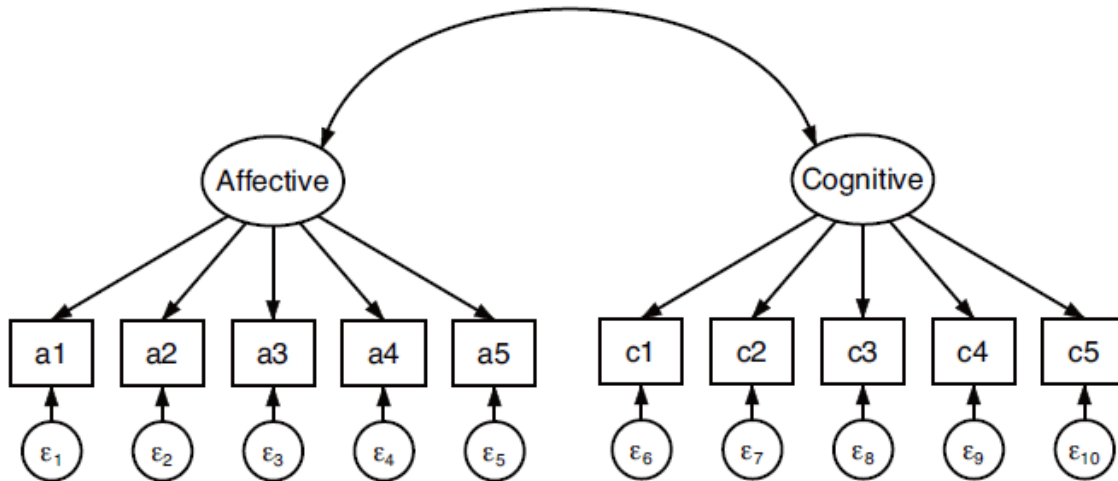 Affective Cognitive
a1 a2 a3 a4 a5 c1 c2 c3 c4 c5
ε₁ ε₂ ε₃ ε₄ ε₅ ε₆ ε₇ ε₈ ε₉ ε₁₀